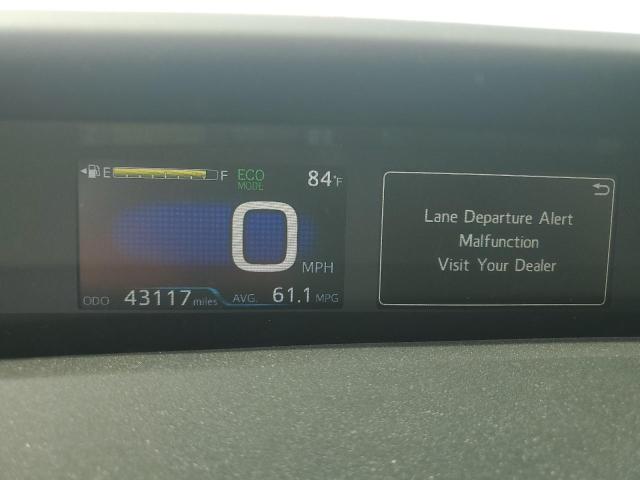 E F ECO 84°F
MODE
0 MPH
ODO 43117 miles AVG. 61.1 MPG
Lane Departure Alert
Malfunction
Visit Your Dealer